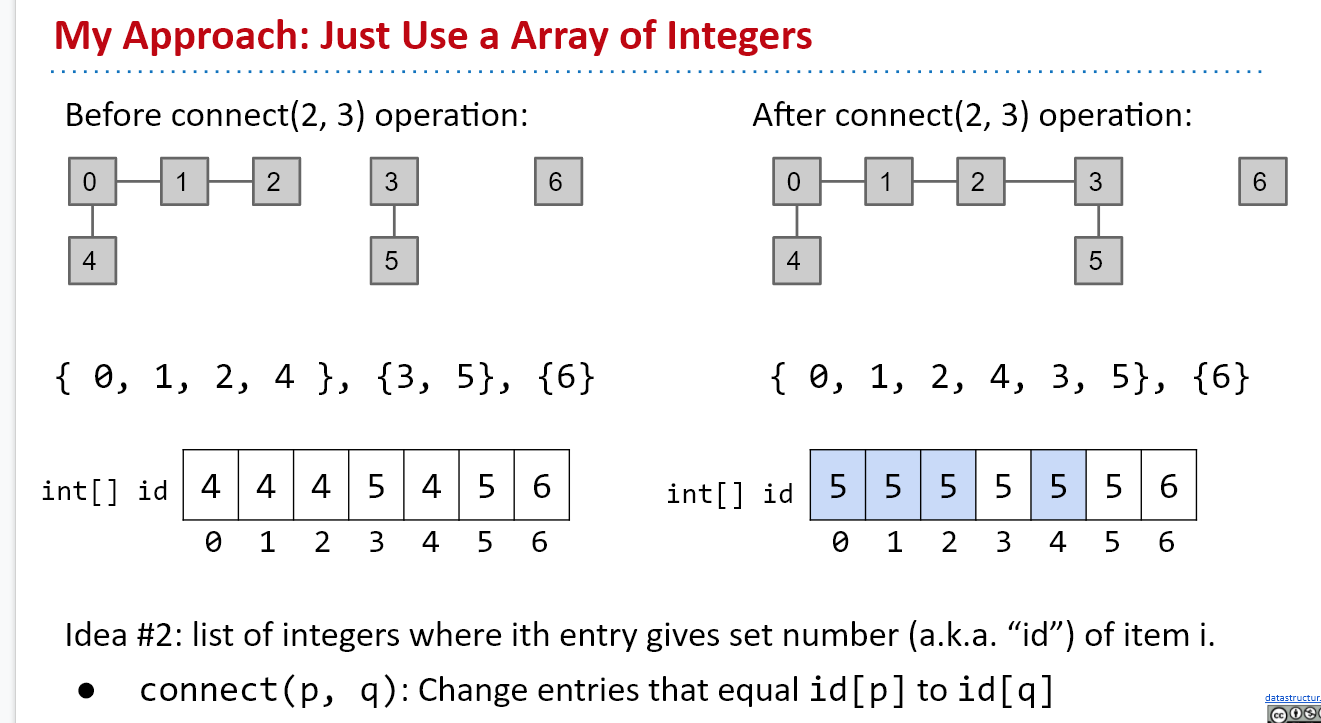 My Approach: Just Use a Array of Integers
Before connect(2, 3) operation:
After connect(2, 3) operation:
0 1 2 3 6
4 5
0 1 2 3 6
4 5
{ 0, 1, 2, 4 }, {3, 5}, {6}
{ 0, 1, 2, 4, 3, 5}, {6}
int[] id 4 4 4 5 4 5 6
0 1 2 3 4 5 6
int[] id 5 5 5 5 5 5 6
0 1 2 3 4 5 6
Idea #2: list of integers where ith entry gives set number (a.k.a. “id”) of item i.
● connect(p, q): Change entries that equal id[p] to id[q]
datastructur.
cc